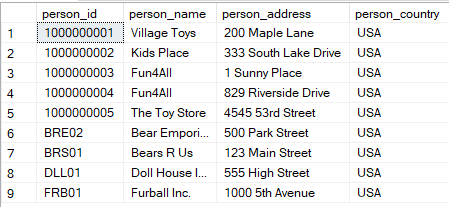 person_id person_name person_address person_country
1 1000000001 Village Toys 200 Maple Lane USA
2 1000000002 Kids Place 333 South Lake Drive USA
3 1000000003 Fun4All 1 Sunny Place USA
4 1000000004 Fun4All 829 Riverside Drive USA
5 1000000005 The Toy Store 4545 53rd Street USA
6 BRE02 Bear Empori... 500 Park Street USA
7 BRS01 Bears R Us 123 Main Street USA
8 DLL01 Doll House I... 555 High Street USA
9 FRB01 Furball Inc. 1000 5th Avenue USA